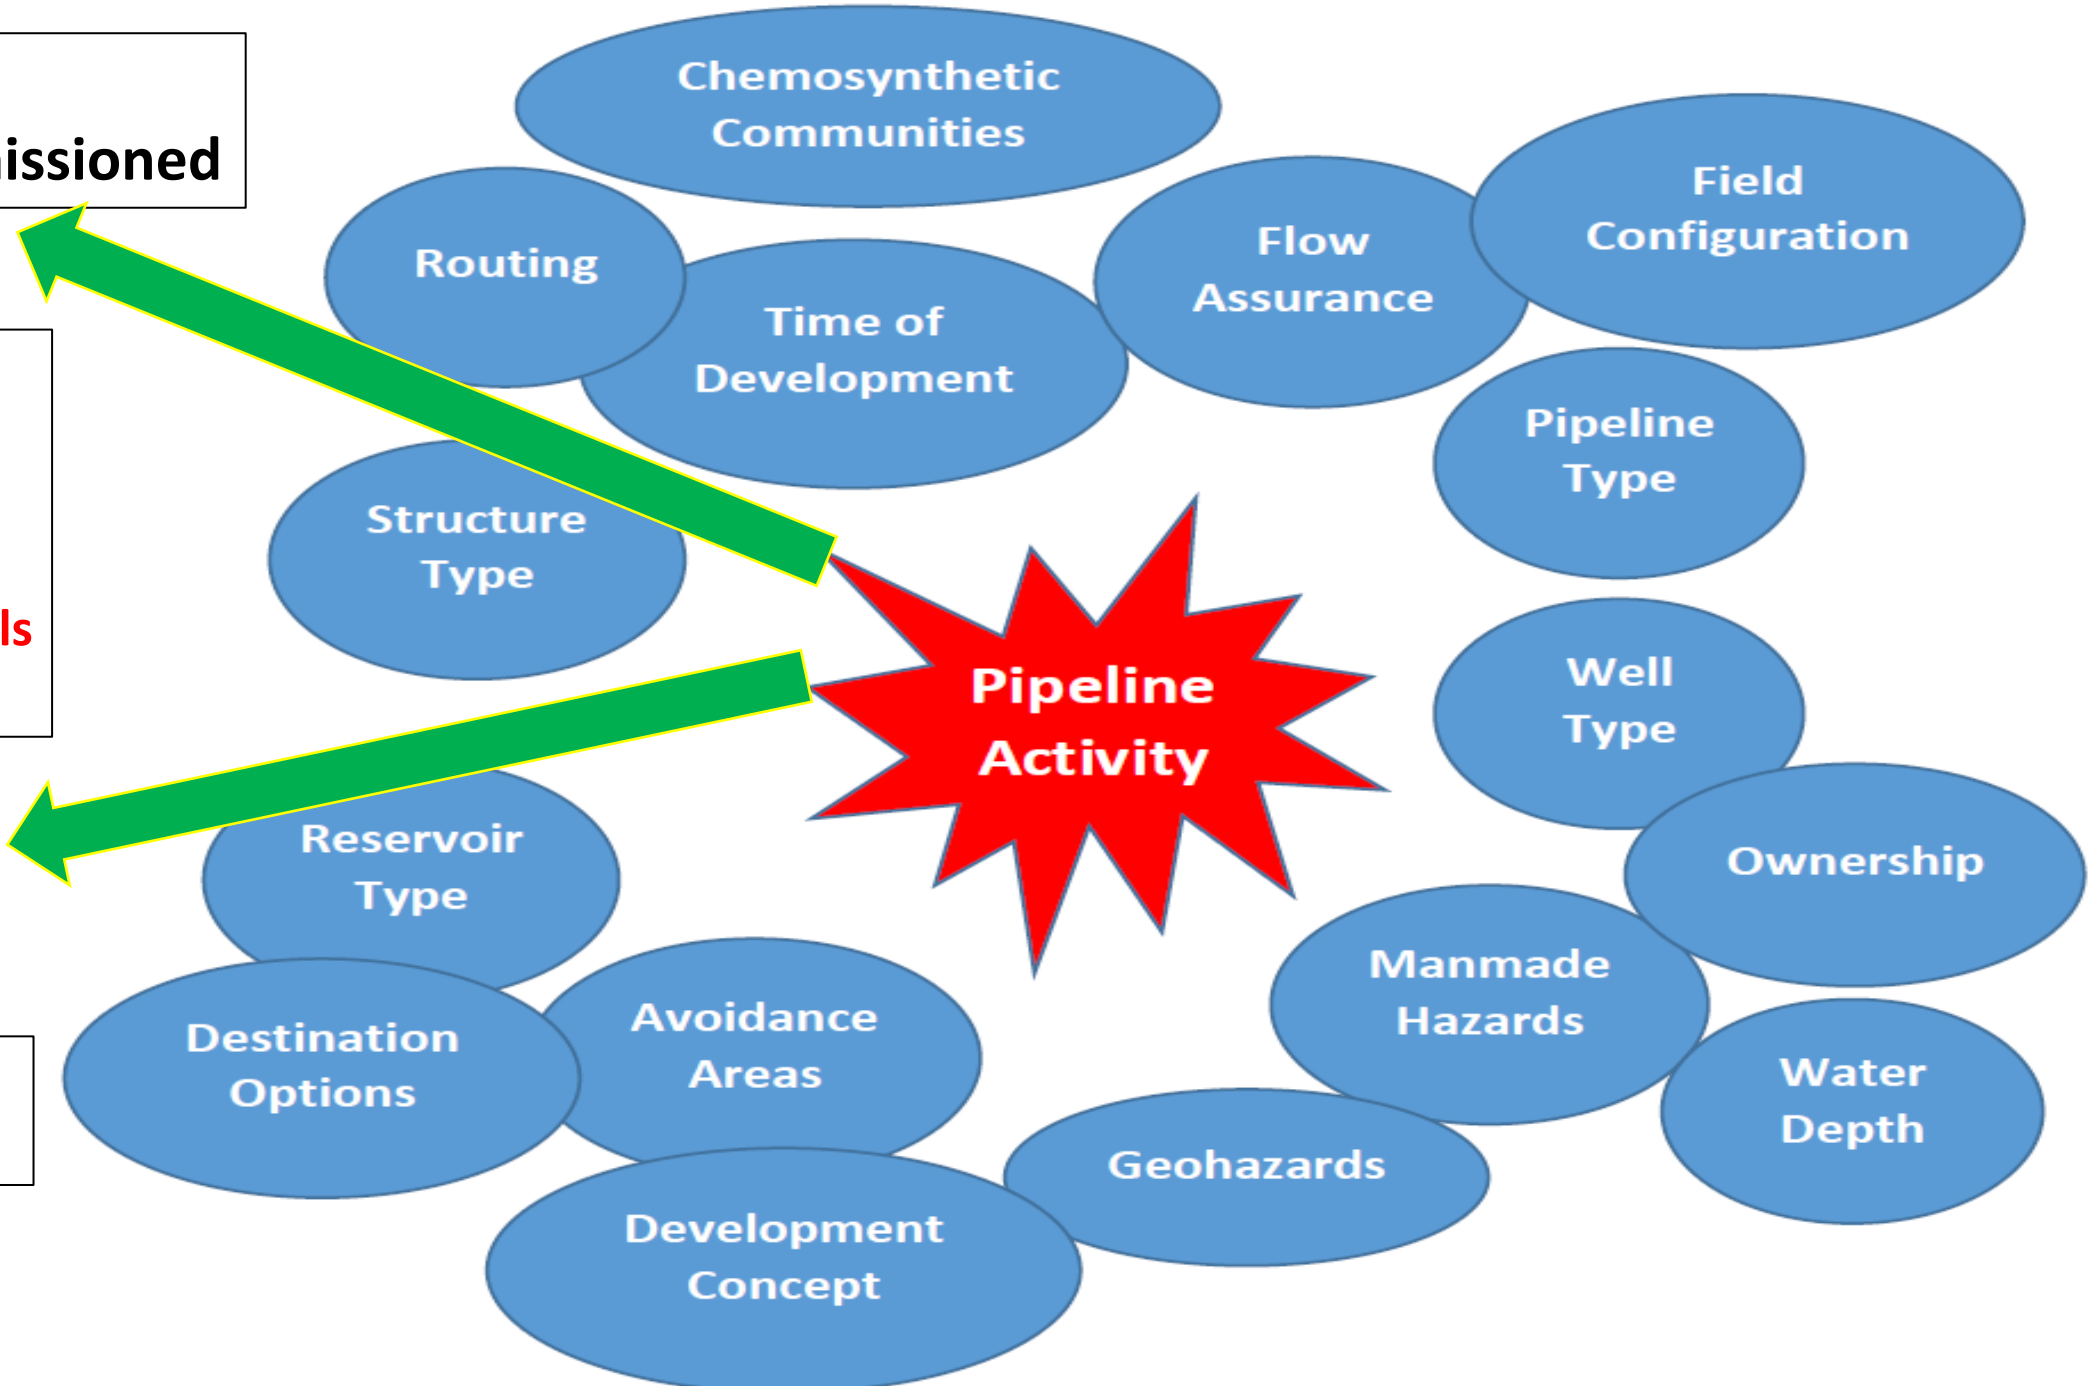 Chemosynthetic
Communities
issioned
Field
Configuration
Routing
Flow
Assurance
Time of
Development
Pipeline
Type
Structure
Type
ls
Pipeline
Activity
Well
Type
Reservoir
Type
Ownership
Manmade
Hazards
Destination
Options
Avoidance
Areas
Water
Depth
Geohazards
Development
Concept